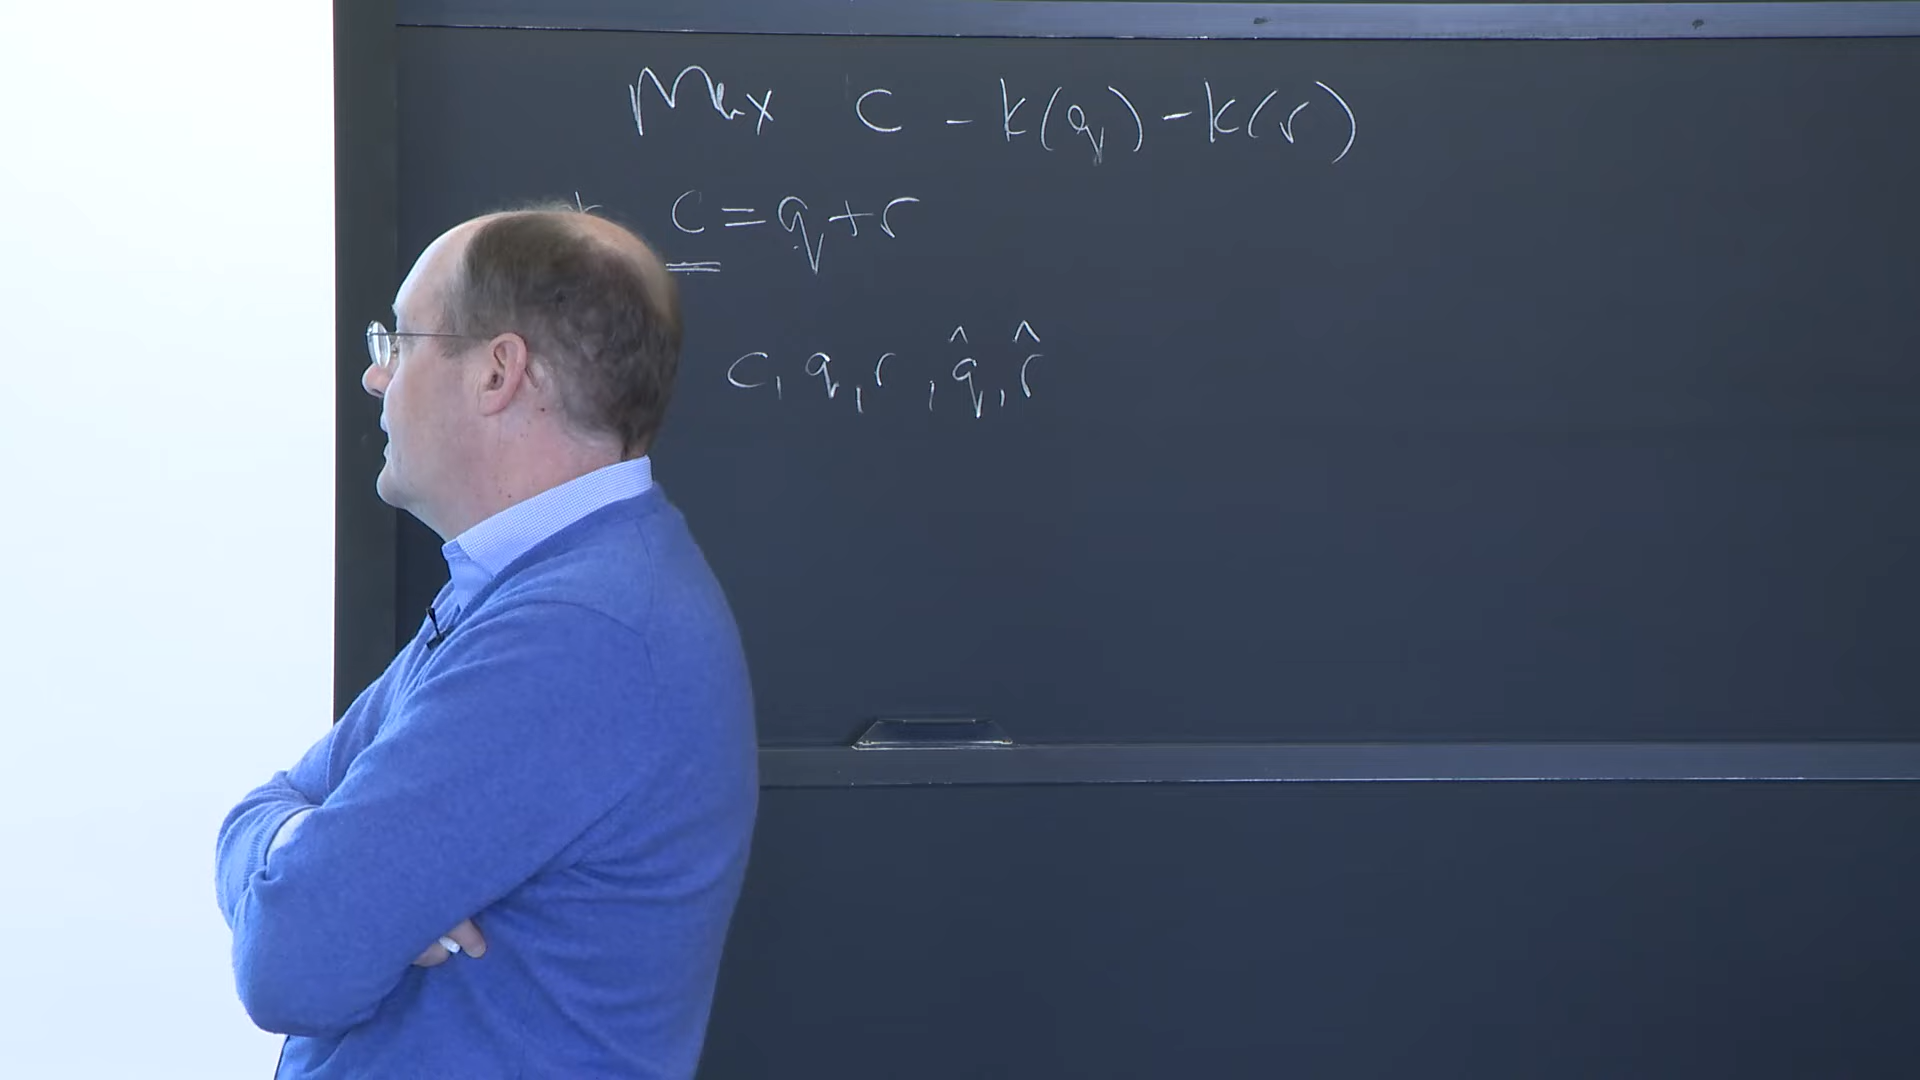 Max C - k(q) - k(r)
C = q + r
C, q, r, q̂, r̂